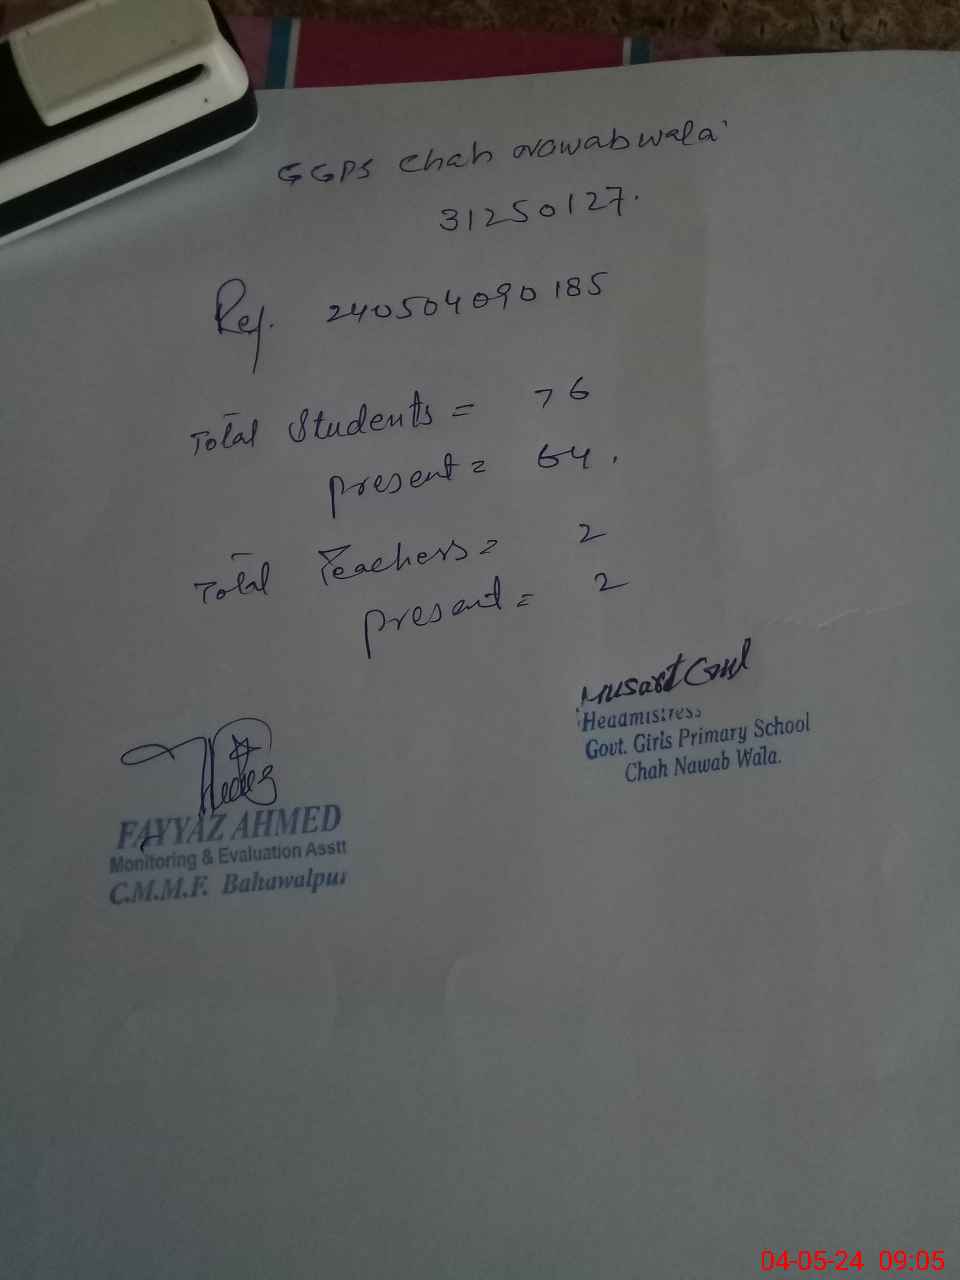 GGPS Chah Nawabwala
31250127.
Ref. 240504090185
Total Students = 76
present = 64.
Total Teachers = 2
present = 2
Musart Gul
Headmistress
Govt. Girls Primary School
Chah Nawab Wala.
FAYYAZ AHMED
Monitoring & Evaluation Asstt
C.M.M.F. Bahawalpur
04-05-24 09:05